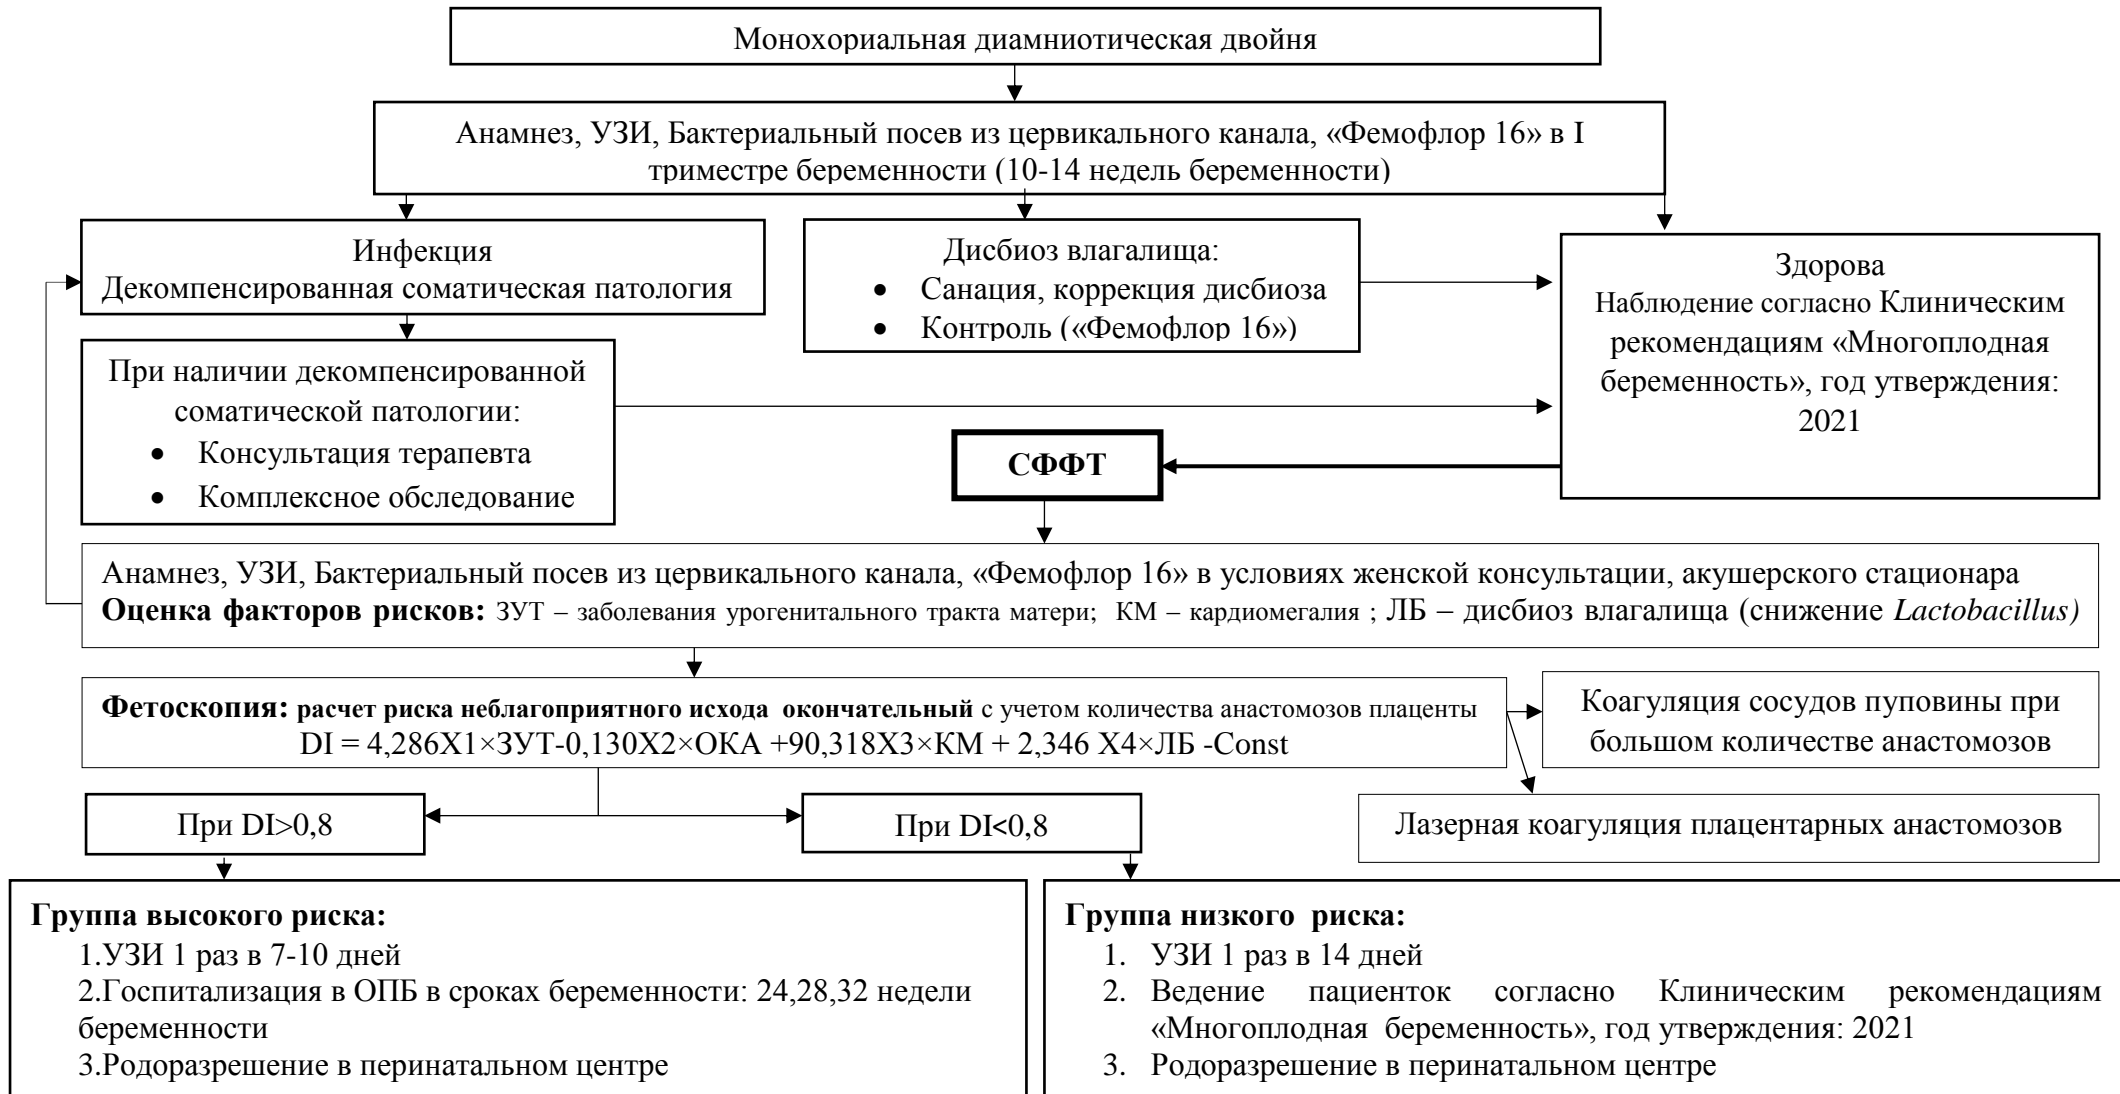 Монохориальная диамниотическая двойня
Анамнез, УЗИ, Бактериальный посев из цервикального канала, «Фемофлор 16» в I
триместре беременности (10-14 недель беременности)
Инфекция
Декомпенсированная соматическая патология
Дисбиоз влагалища:
• Санация, коррекция дисбиоза
• Контроль («Фемофлор 16»)
Здорова
Наблюдение согласно Клиническим
рекомендациям «Многоплодная
беременность», год утверждения:
2021
При наличии декомпенсированной
соматической патологии:
• Консультация терапевта
• Комплексное обследование
СФФТ
Анамнез, УЗИ, Бактериальный посев из цервикального канала, «Фемофлор 16» в условиях женской консультации, акушерского стационара
Оценка факторов рисков: ЗУТ – заболевания урогенитального тракта матери; КМ – кардиомегалия ; ЛБ – дисбиоз влагалища (снижение Lactobacillus)
Фетоскопия: расчет риска неблагоприятного исхода окончательный с учетом количества анастомозов плаценты
DI = 4,286X1×ЗУТ-0,130X2×ОКА +90,318X3×КМ + 2,346 X4×ЛБ -Const
Коагуляция сосудов пуповины при
большом количестве анастомозов
Лазерная коагуляция плацентарных анастомозов
При DI>0,8
При DI<0,8
Группа высокого риска:
1.УЗИ 1 раз в 7-10 дней
2.Госпитализация в ОПБ в сроках беременности: 24,28,32 недели
беременности
3.Родоразрешение в перинатальном центре
Группа низкого риска:
1. УЗИ 1 раз в 14 дней
2. Ведение пациенток согласно Клиническим рекомендациям
«Многоплодная беременность», год утверждения: 2021
3. Родоразрешение в перинатальном центре